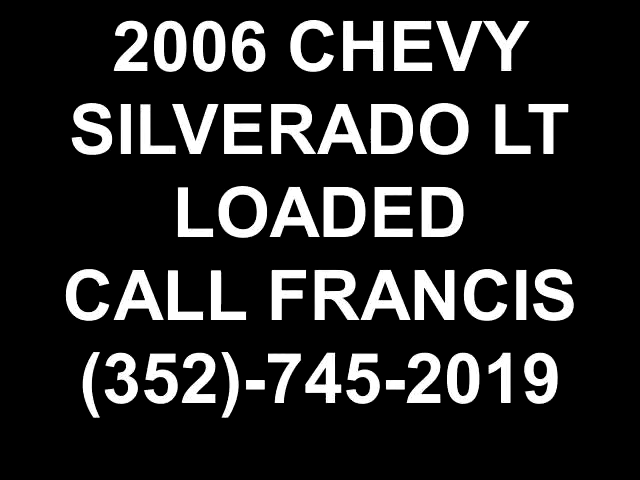 2006 CHEVY
SILVERADO LT
LOADED
CALL FRANCIS
(352)-745-2019